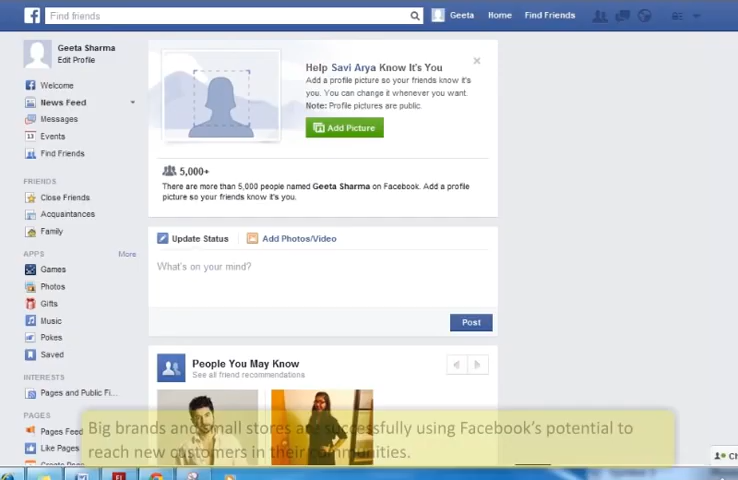 Find friends
Geeta Home Find Friends
Geeta Sharma
Edit Profile
Welcome
News Feed
Messages
13 Events
Find Friends
FRIENDS
Close Friends
Acquaintances
Family
APPS More
Games
Photos
Gifts
Music
Pokes
Saved
INTERESTS
Pages and Public Fi...
PAGES
Pages Feed
Like Pages
Create Page
Help Savi Arya Know It's You
Add a profile picture so your friends know it's
you. You can change it whenever you want.
Note: Profile pictures are public.
Add Picture
5,000+
There are more than 5,000 people named Geeta Sharma on Facebook. Add a profile
picture so your friends know it's you.
Update Status Add Photos/Video
What's on your mind?
Post
People You May Know
See all friend recommendations
Big brands and small stores are successfully using Facebook's potential to
reach new customers in their communities.